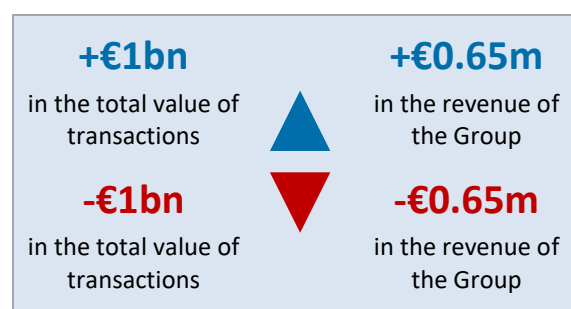 +€1bn
in the total value of
transactions
+€0.65m
in the revenue of
the Group
-€1bn
in the total value of
transactions
-€0.65m
in the revenue of
the Group